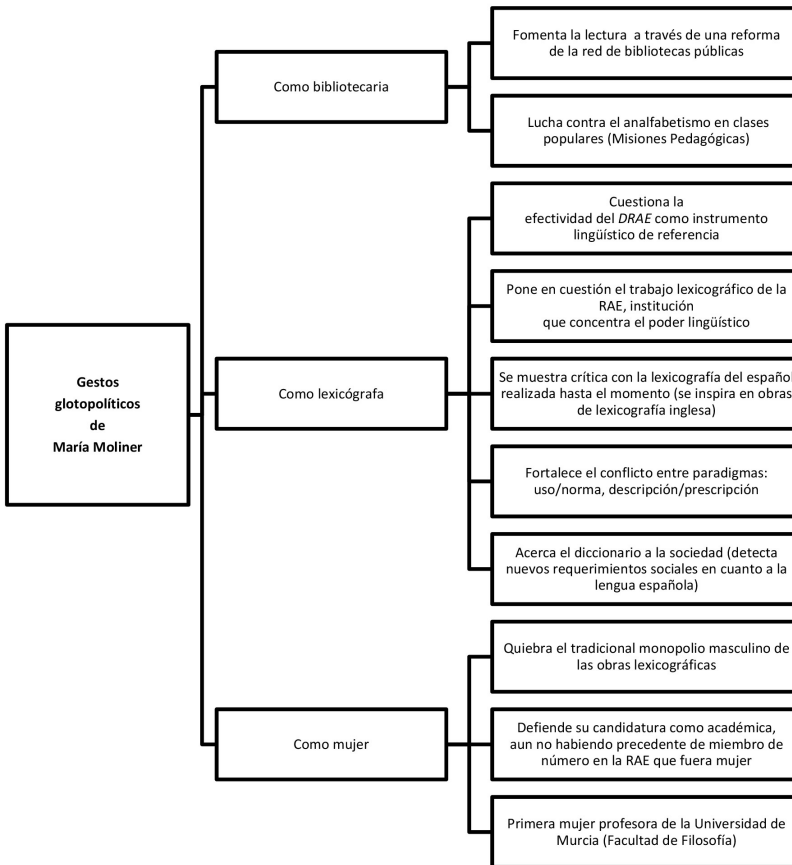 Gestos
glotopolíticos
de
María Moliner
Como bibliotecaria
Fomenta la lectura a través de una reforma
de la red de bibliotecas públicas
Lucha contra el analfabetismo en clases
populares (Misiones Pedagógicas)
Como lexicógrafa
Cuestiona la
efectividad del DRAE como instrumento
lingüístico de referencia
Pone en cuestión el trabajo lexicográfico de la
RAE, institución
que concentra el poder lingüístico
Se muestra crítica con la lexicografía del español
realizada hasta el momento (se inspira en obras
de lexicografía inglesa)
Fortalece el conflicto entre paradigmas:
uso/norma, descripción/prescripción
Acerca el diccionario a la sociedad (detecta
nuevos requerimientos sociales en cuanto a la
lengua española)
Como mujer
Quiebra el tradicional monopolio masculino de
las obras lexicográficas
Defiende su candidatura como académica,
aun no habiendo precedente de miembro de
número en la RAE que fuera mujer
Primera mujer profesora de la Universidad de
Murcia (Facultad de Filosofía)